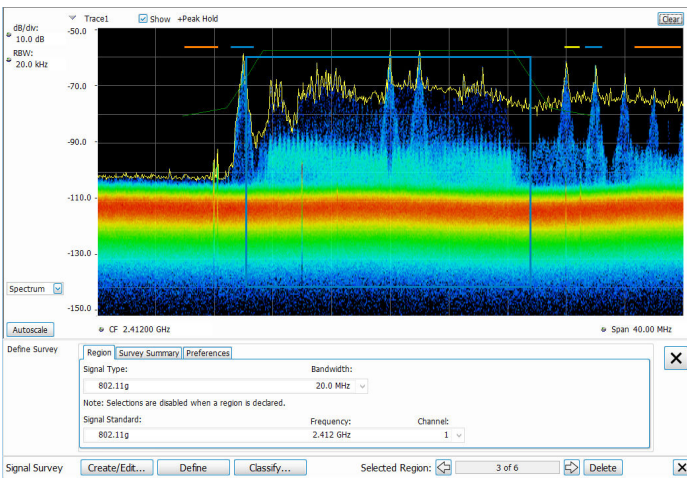 Trace1 Show +Peak Hold Clear
dB/div: -50.0
10.0 dB
RBW:
20.0 kHz
-70.0
-90.0
-110.0
-130.0
Spectrum
-150.0
Autoscale CF 2.41200 GHz Span 40.00 MHz
Define Survey Region Survey Summary Preferences
Signal Type: Bandwidth:
802.11g 20.0 MHz
Note: Selections are disabled when a region is declared.
Signal Standard: Frequency: Channel:
802.11g 2.412 GHz 1
Signal Survey Create/Edit... Define Classify... Selected Region: 3 of 6 Delete